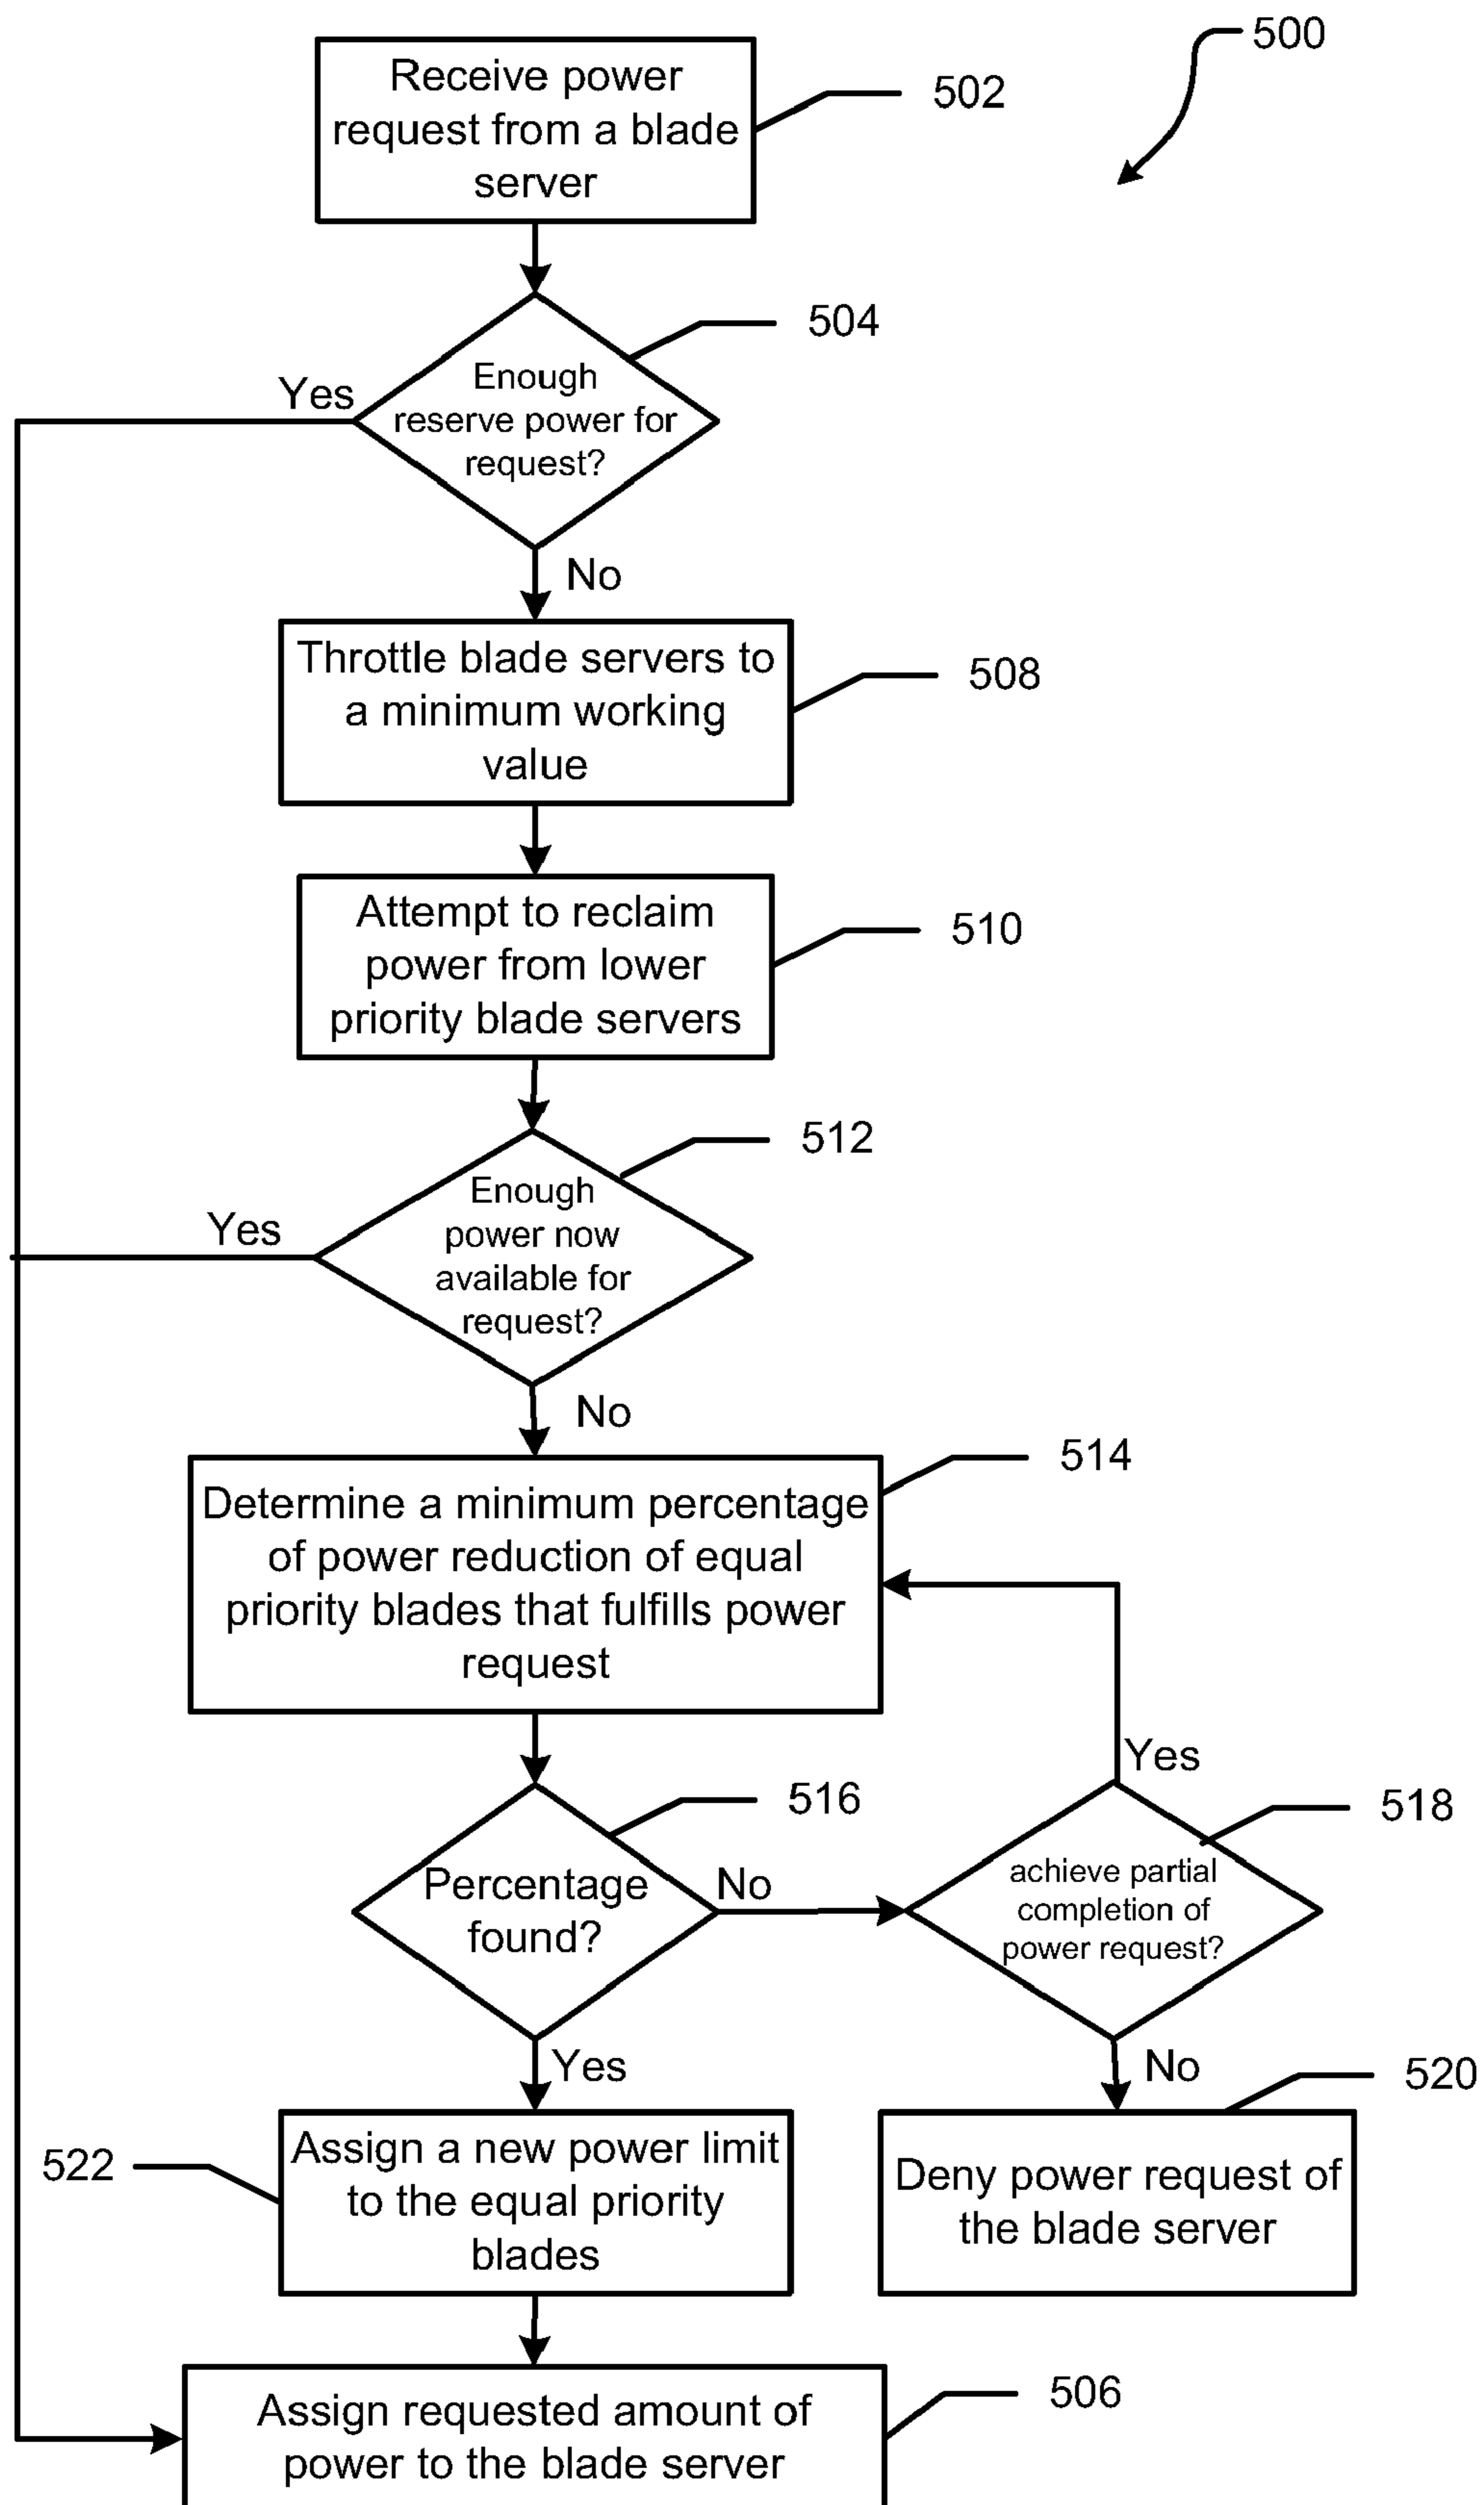 500
Receive power
request from a blade
server
502
504
Enough
reserve power for
request?
Yes
No
Throttle blade servers to
a minimum working
value
508
Attempt to reclaim
power from lower
priority blade servers
510
512
Enough
power now
available for
request?
Yes
No
514
Determine a minimum percentage
of power reduction of equal
priority blades that fulfills power
request
516
Percentage
found?
No
Yes
518
achieve partial
completion of
power request?
Yes
No
520
522
Assign a new power limit
to the equal priority
blades
Deny power request of
the blade server
506
Assign requested amount of
power to the blade server